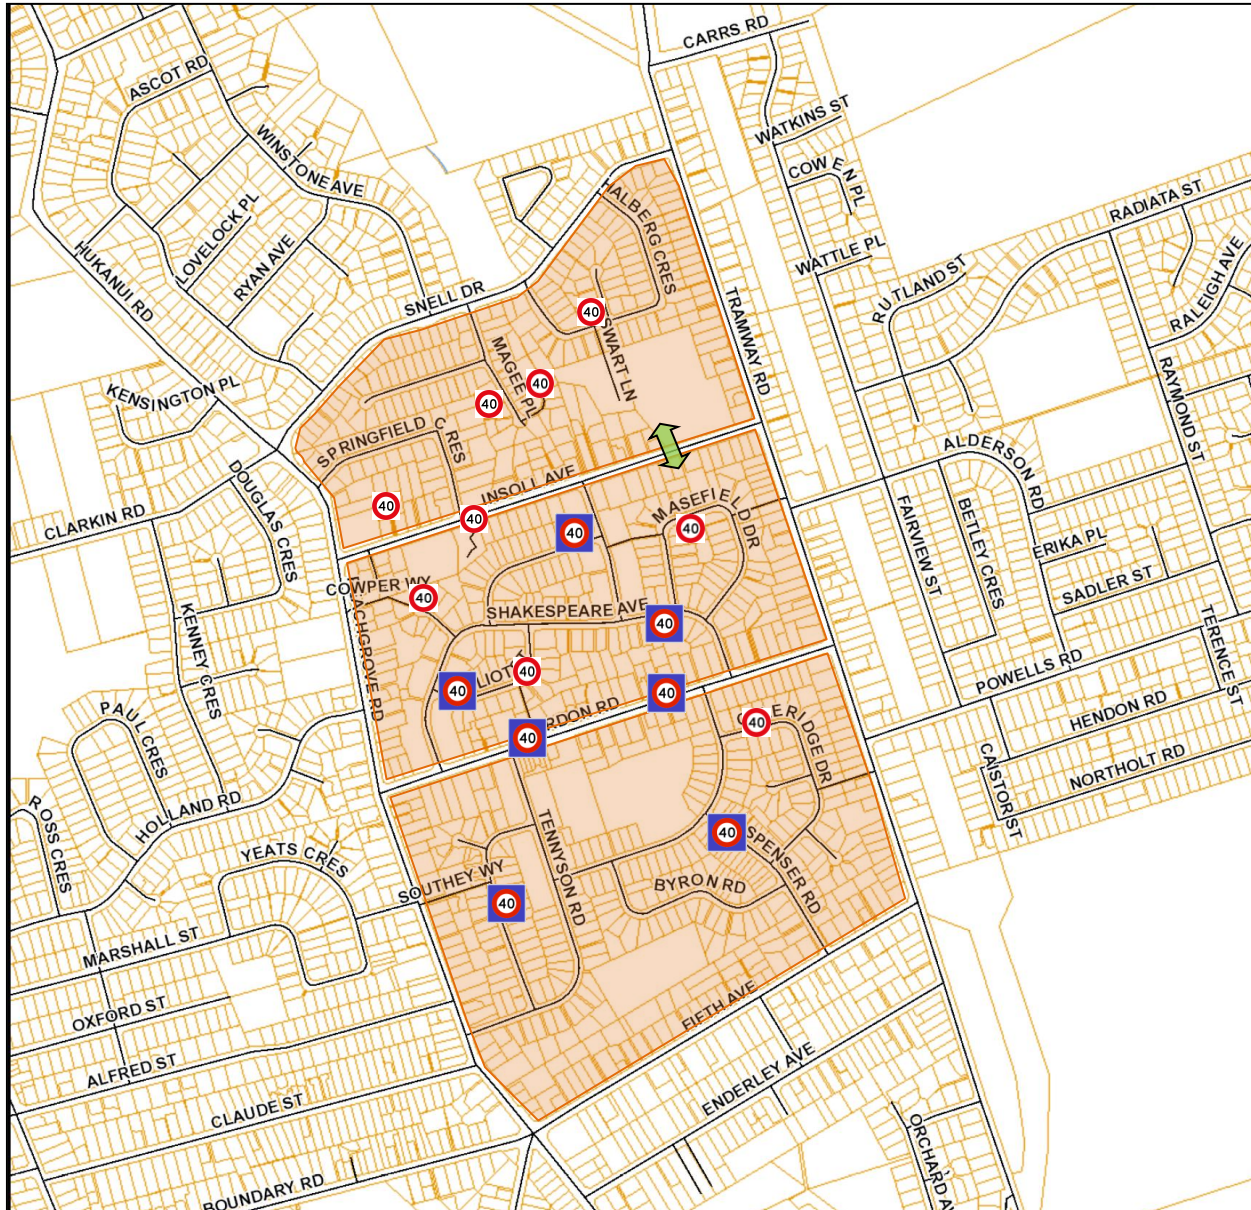 CARRS RD
ASCOT RD
WATKINS ST
WINSTONE AVE
COWEN PL
RADIATA ST
LOVELOCK PL
HALBERG CRES
RYAN AVE
WATTLE PL
HUKANUI RD
RUTLAND ST
RALEIGH AVE
SNELL DR
TRAMWAY RD
40
SWART LN
MAGEE PL
RAYMOND ST
KENSINGTON PL
40
40
SPRINGFIELD CRES
ALDERSON RD
DOUGLAS CRES
INSOLL AVE
CLARKIN RD
40
40
MASEFIELD DR
FAIRVIEW ST
BETLEY CRES
40
40
ERIKA PL
COWPER WY
40
SADLER ST
SHAKESPEARE AVE
40
KENNEY CRES
TERENCE ST
40
POWELLS RD
40
40
RD
HENDON RD
PAUL CRES
40
40
DR
CAISTOR ST
NORTHOLT RD
HOLLAND RD
ROSS CRES
TENNYSON RD
40
SPENSER RD
YEATS CRES
SOUTHEY WY
BYRON RD
40
MARSHALL ST
OXFORD ST
FIFTH AVE
ALFRED ST
ENDERLEY AVE
CLAUDE ST
BOUNDARY RD